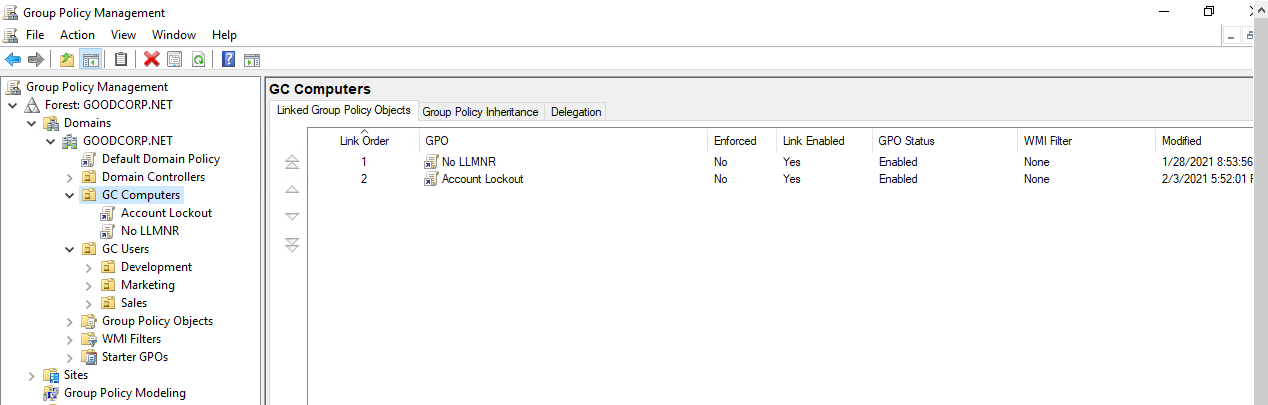 Group Policy Management
File Action View Window Help
Group Policy Management
Forest: GOODCORP.NET
Domains
GOODCORP.NET
Default Domain Policy
Domain Controllers
GC Computers
Account Lockout
No LLMNR
GC Users
Development
Marketing
Sales
Group Policy Objects
WMI Filters
Starter GPOs
Sites
Group Policy Modeling
GC Computers
Linked Group Policy Objects Group Policy Inheritance Delegation
Link Order GPO Enforced Link Enabled GPO Status WMI Filter Modified
1 No LLMNR No Yes Enabled None 1/28/2021 8:53:56
2 Account Lockout No Yes Enabled None 2/3/2021 5:52:01